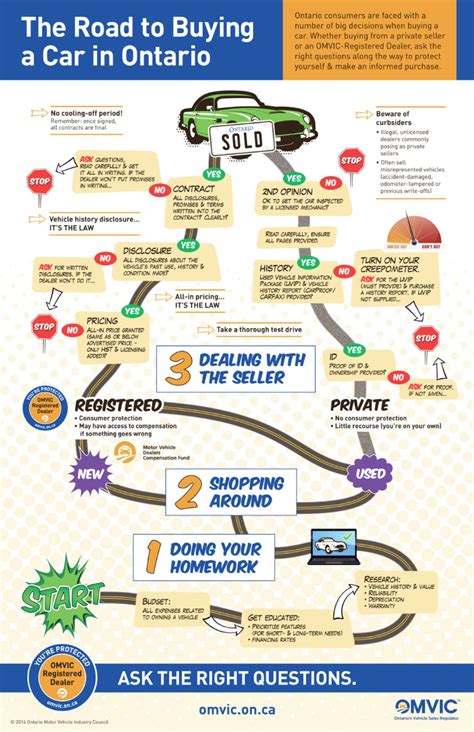 The Road to Buying
a Car in Ontario
Ontario consumers are faced with a
number of big decisions when buying a
car. Whether buying from a private seller
or an OMVIC-Registered Dealer, ask the
right questions along the way to protect
yourself & make an informed purchase.
No cooling-off period!
Remember: once signed,
all contracts are final
Beware of
curbsiders
• Illegal, unlicensed
dealers commonly
posing as private
sellers
• Often sell
misrepresented
vehicles
(accident-damaged,
odometer-tampered or
previous write-offs)
ONTARIO
SOLD
STOP
ASK QUESTIONS,
READ CAREFULLY & GET
IT ALL IN WRITING. IF THE
DEALER WON'T PUT PROMISES
IN WRITING...
NO
YES
CONTRACT
ALL DISCLOSURES,
PROMISES & TERMS
WRITTEN INTO THE
CONTRACT? CLEARLY?
YES
2ND OPINION
OK TO GET THE CAR INSPECTED
BY A LICENSED MECHANIC?
NO
STOP
READ CAREFULLY, ENSURE
ALL PAGES PROVIDED.
Vehicle history disclosure...
IT'S THE LAW
WATCH OUT
DON'T BUY
STOP
ASK FOR WRITTEN
DISCLOSURES. IF THE
DEALER WON'T DO IT...
NO
YES
DISCLOSURE
ALL DISCLOSURES ABOUT THE
VEHICLE'S PAST USE, HISTORY &
CONDITION MADE?
YES
HISTORY
USED VEHICLE INFORMATION
PACKAGE (UVIP) & VEHICLE
HISTORY REPORT (CARPROOF/
CARFAX) PROVIDED?
NO
TURN ON YOUR
CREEPOMETER.
ASK FOR THE UVIP
(MUST PROVIDE) & PURCHASE
A HISTORY REPORT. IF UVIP
NOT SUPPLIED...
STOP
All-in pricing...
IT'S THE LAW
STOP
NO
YES
PRICING
ALL-IN PRICE GRANTED
(SAME AS OR BELOW
ADVERTISED PRICE –
ONLY HST & LICENSING
ADDED)?
Take a thorough test drive
YES
ID
PROOF OF ID &
OWNERSHIP PROVIDED?
NO
ASK FOR PROOF.
IF NOT GIVEN...
3 DEALING WITH
THE SELLER
YOU'RE PROTECTED
OMVIC
Registered
Dealer
omvic.on.ca
REGISTERED
• Consumer protection
• May have access to compensation
if something goes wrong
Motor Vehicle
Dealers
Compensation Fund
PRIVATE
• No consumer protection
• Little recourse (you're on your own)
NEW
USED
2 SHOPPING
AROUND
1 DOING YOUR
HOMEWORK
START
BUDGET:
ALL EXPENSES RELATED
TO OWNING A VEHICLE
GET EDUCATED:
• PRIORITIZE FEATURES
(FOR SHORT- & LONG-TERM NEEDS)
• FINANCING RATES
RESEARCH:
• VEHICLE HISTORY & VALUE
• RELIABILITY
• DEPRECIATION
• WARRANTY
YOU'RE PROTECTED
OMVIC
Registered
Dealer
omvic.on.ca
ASK THE RIGHT QUESTIONS.
omvic.on.ca
OMVIC
Ontario's Vehicle Sales Regulator
© 2014 Ontario Motor Vehicle Industry Council